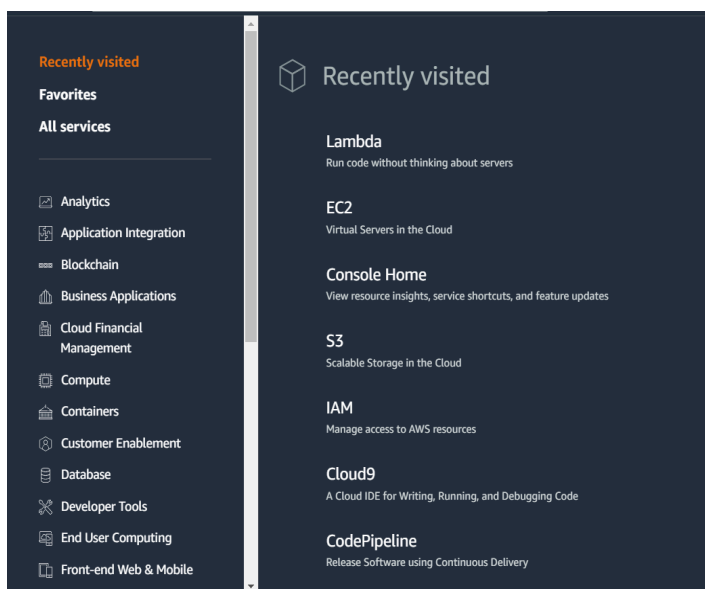 Recently visited
Favorites
All services
Analytics
Application Integration
Blockchain
Business Applications
Cloud Financial
Management
Compute
Containers
Customer Enablement
Database
Developer Tools
End User Computing
Front-end Web & Mobile
Recently visited
Lambda
Run code without thinking about servers
EC2
Virtual Servers in the Cloud
Console Home
View resource insights, service shortcuts, and feature updates
S3
Scalable Storage in the Cloud
IAM
Manage access to AWS resources
Cloud9
A Cloud IDE for Writing, Running, and Debugging Code
CodePipeline
Release Software using Continuous Delivery